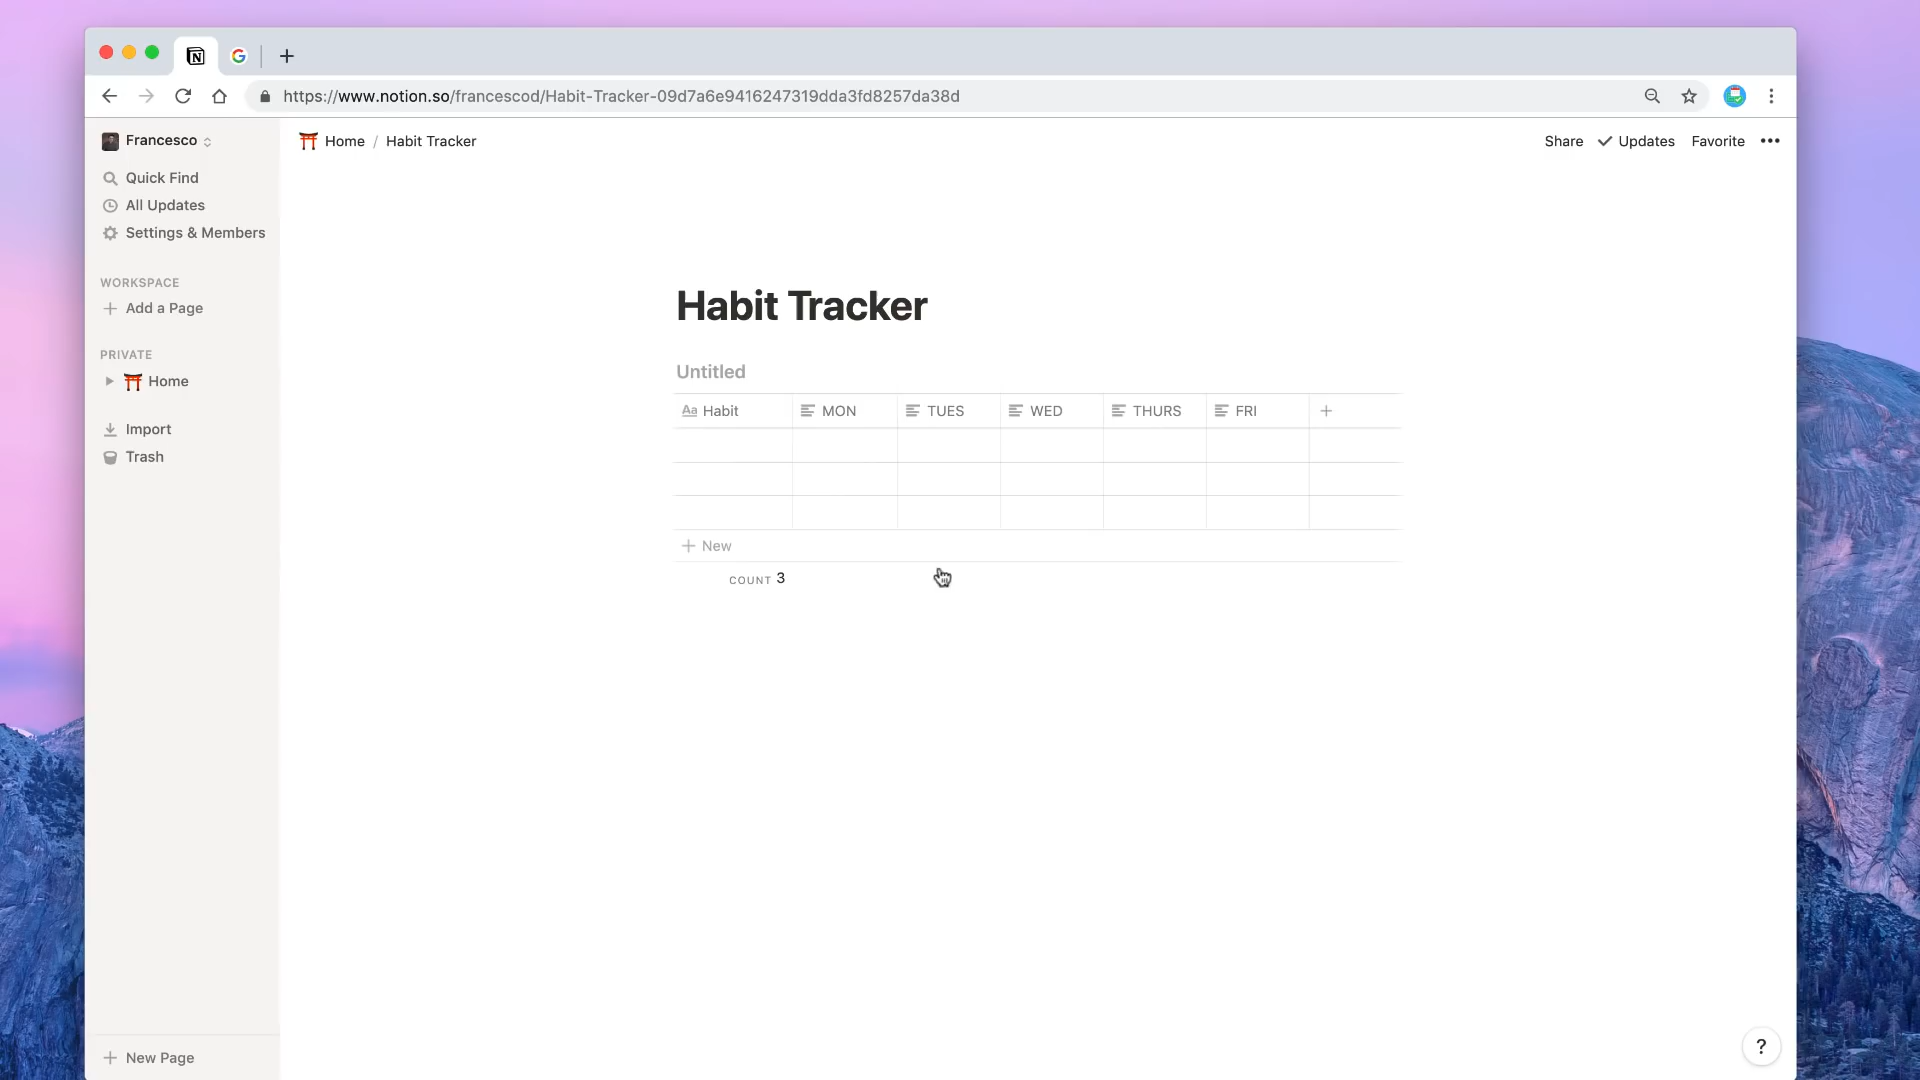 https://www.notion.so/francescod/Habit-Tracker-09d7a6e9416247319dda3fd8257da38d
Francesco
Home / Habit Tracker
Share Updates Favorite
Quick Find
All Updates
Settings & Members
WORKSPACE
Add a Page
PRIVATE
Home
Import
Trash
Habit Tracker
Untitled
Aa Habit MON TUES WED THURS FRI +
+ New
COUNT 3
+ New Page
?